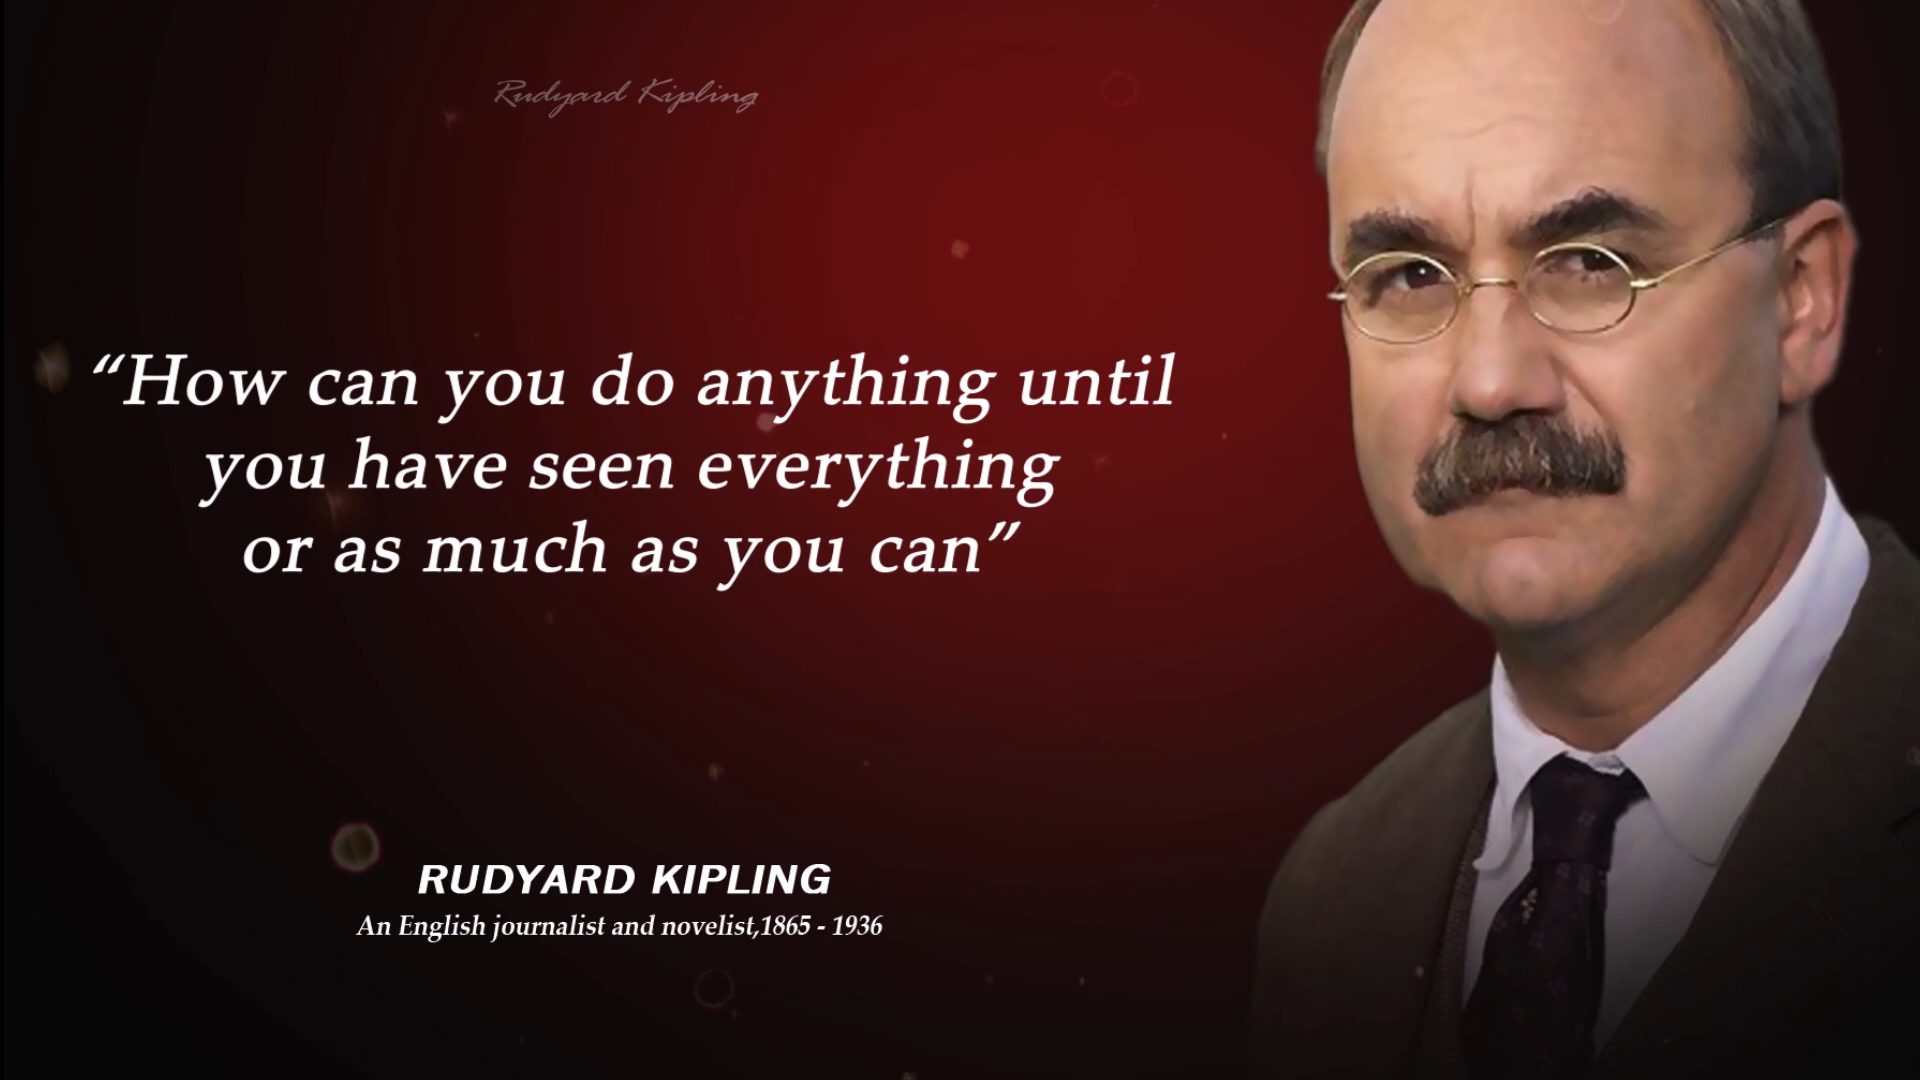 Rudyard Kipling
“How can you do anything until
you have seen everything
or as much as you can”
RUDYARD KIPLING
An English journalist and novelist,1865 - 1936